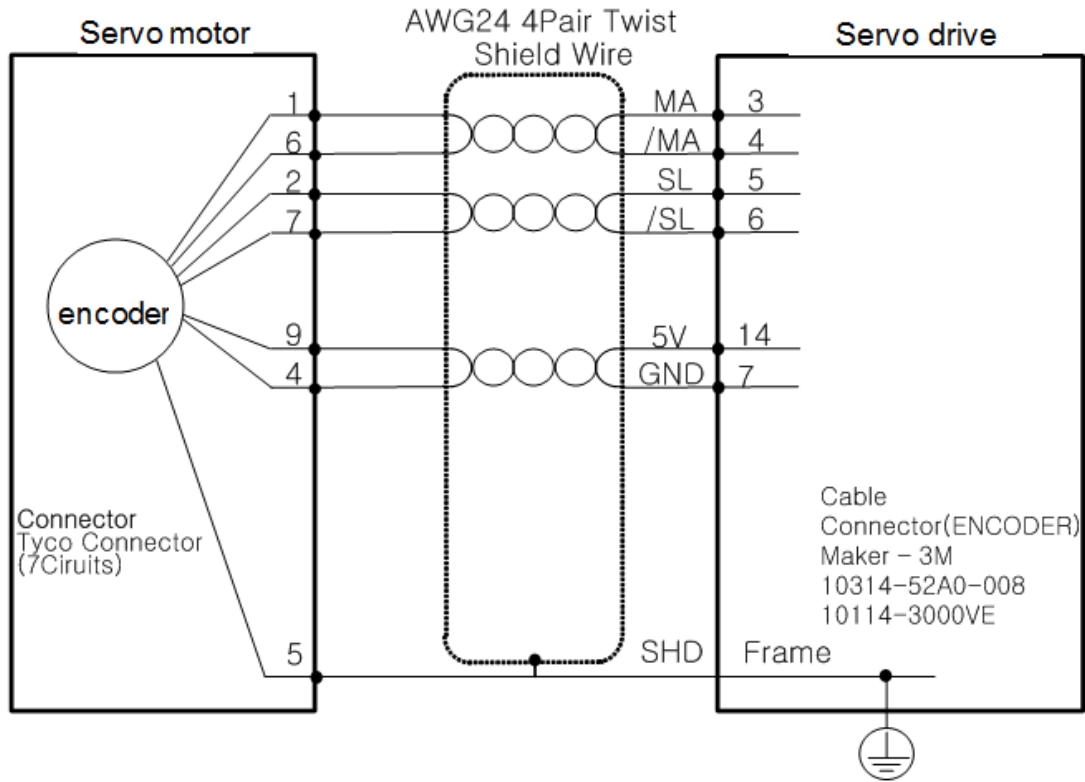 Servo motor
AWG24 4Pair Twist
Shield Wire
Servo drive
1
MA
3
6
/MA
4
2
SL
5
7
/SL
6
encoder
9
5V
14
4
GND
7
Connector
Tyco Connector
(7Ciruits)
Cable
Connector(ENCODER)
Maker - 3M
10314-52A0-008
10114-3000VE
5
SHD
Frame